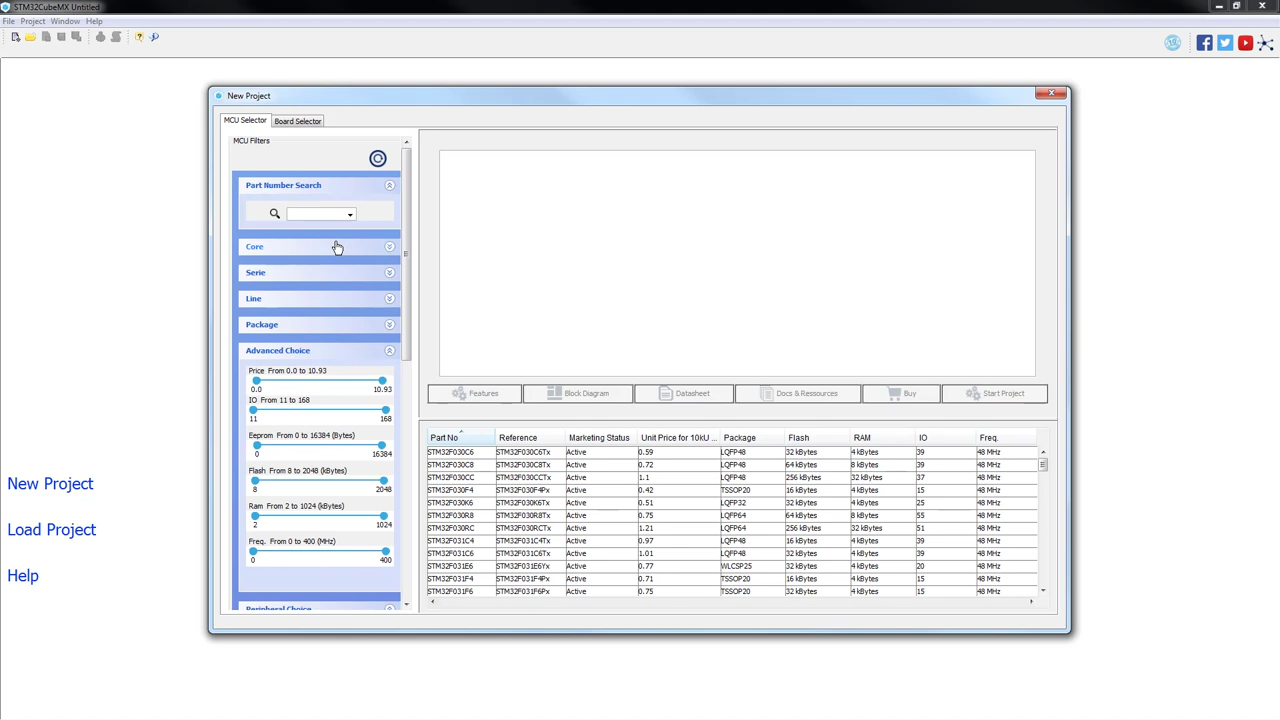 STM32CubeMX Untitled
File Project Window Help
New Project
MCU Selector Board Selector
MCU Filters
Part Number Search
Core
Serie
Line
Package
Advanced Choice
Price From 0.0 to 10.93
0.0 10.93
IO From 11 to 168
11 168
Eeprom From 0 to 16384 (Bytes)
0 16384
Flash From 8 to 2048 (kBytes)
8 2048
Ram From 2 to 1024 (kBytes)
2 1024
Freq. From 0 to 400 (MHz)
0 400
Peripheral Choice
Features Block Diagram Datasheet Docs & Ressources Buy Start Project
Part No Reference Marketing Status Unit Price for 10kU ... Package Flash RAM IO Freq.
STM32F030C6 STM32F030C6Tx Active 0.59 LQFP48 32 kBytes 4 kBytes 39 48 MHz
STM32F030C8 STM32F030C8Tx Active 0.72 LQFP48 64 kBytes 8 kBytes 39 48 MHz
STM32F030CC STM32F030CCTx Active 1.1 LQFP48 256 kBytes 32 kBytes 37 48 MHz
STM32F030F4 STM32F030F4Px Active 0.42 TSSOP20 16 kBytes 4 kBytes 15 48 MHz
STM32F030K6 STM32F030K6Tx Active 0.51 LQFP32 32 kBytes 4 kBytes 25 48 MHz
STM32F030R8 STM32F030R8Tx Active 0.75 LQFP64 64 kBytes 8 kBytes 55 48 MHz
STM32F030RC STM32F030RCTx Active 1.21 LQFP64 256 kBytes 32 kBytes 51 48 MHz
STM32F031C4 STM32F031C4Tx Active 0.97 LQFP48 16 kBytes 4 kBytes 39 48 MHz
STM32F031C6 STM32F031C6Tx Active 1.01 LQFP48 32 kBytes 4 kBytes 39 48 MHz
STM32F031E6 STM32F031E6Yx Active 0.77 WLCSP25 32 kBytes 4 kBytes 20 48 MHz
STM32F031F4 STM32F031F4Px Active 0.71 TSSOP20 16 kBytes 4 kBytes 15 48 MHz
STM32F031F6 STM32F031F6Px Active 0.75 TSSOP20 32 kBytes 4 kBytes 15 48 MHz
New Project
Load Project
Help